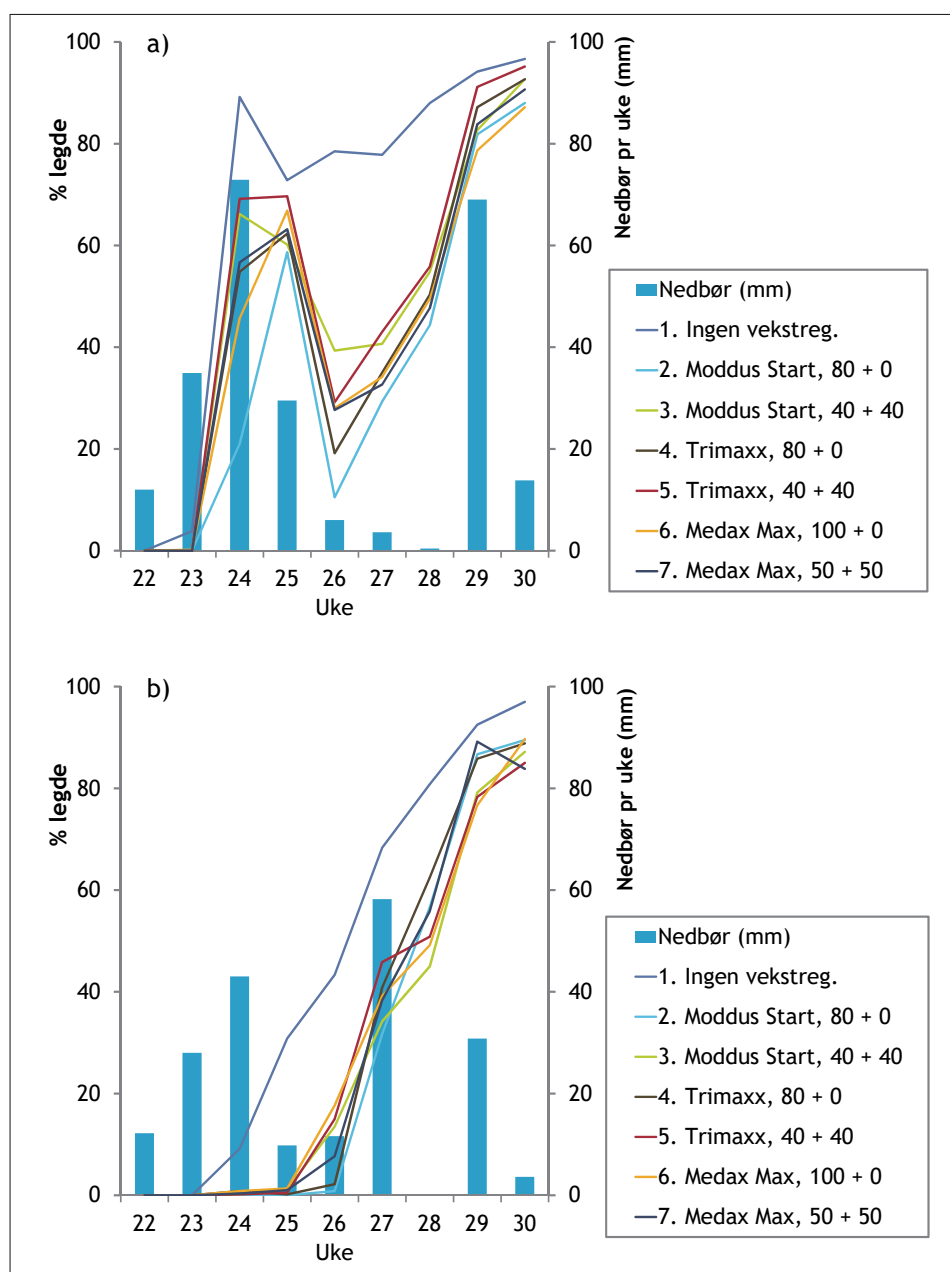 a)
100
80
60
40
20
0
% legde
100
80
60
40
20
0
Nedbør pr uke (mm)
22 23 24 25 26 27 28 29 30
Uke
Nedbør (mm)
1. Ingen vekstreg.
2. Moddus Start, 80 + 0
3. Moddus Start, 40 + 40
4. Trimaxx, 80 + 0
5. Trimaxx, 40 + 40
6. Medax Max, 100 + 0
7. Medax Max, 50 + 50
b)
100
80
60
40
20
0
% legde
100
80
60
40
20
0
Nedbør pr uke (mm)
22 23 24 25 26 27 28 29 30
Uke
Nedbør (mm)
1. Ingen vekstreg.
2. Moddus Start, 80 + 0
3. Moddus Start, 40 + 40
4. Trimaxx, 80 + 0
5. Trimaxx, 40 + 40
6. Medax Max, 100 + 0
7. Medax Max, 50 + 50